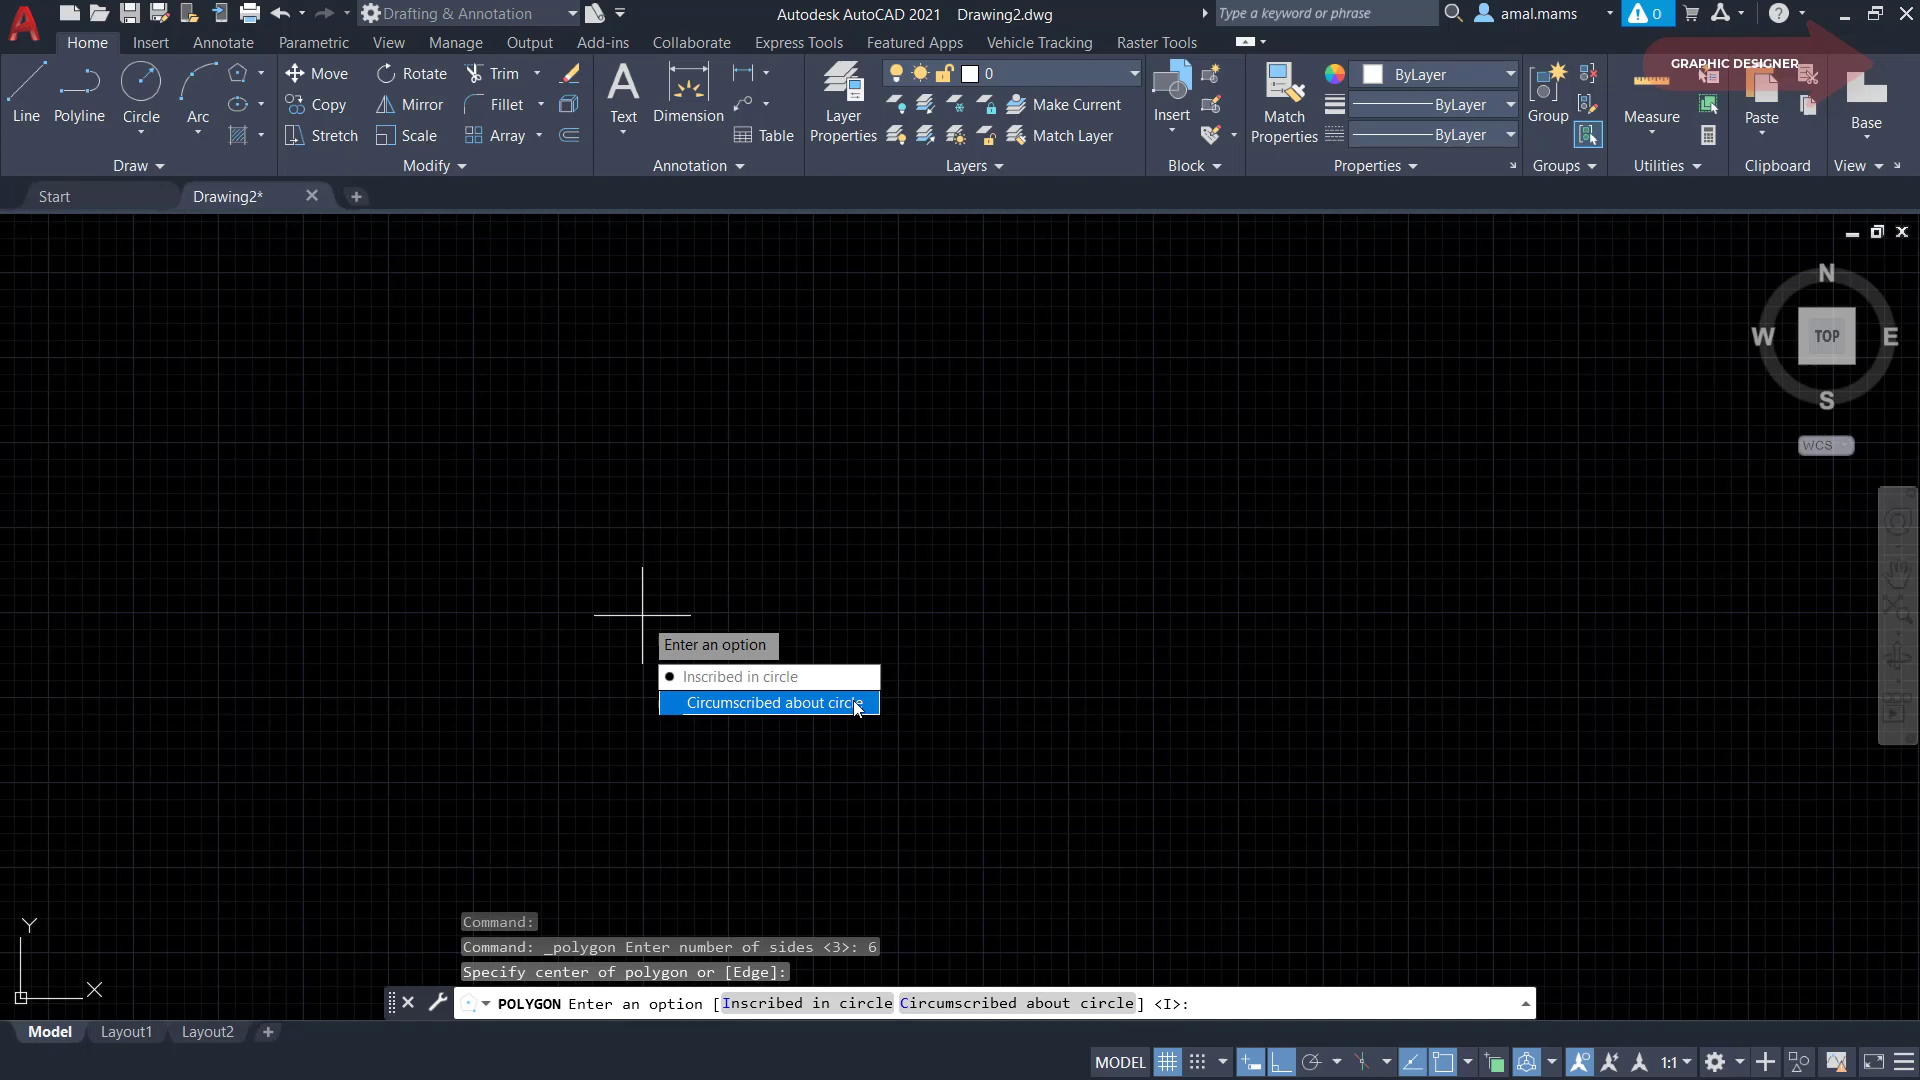 Drafting & Annotation
Autodesk AutoCAD 2021 Drawing2.dwg
Type a keyword or phrase
amal.mams
0
?
Home Insert Annotate Parametric View Manage Output Add-ins Collaborate Express Tools Featured Apps Vehicle Tracking Raster Tools
GRAPHIC DESIGNER
Line
Polyline
Circle
Arc
Move
Rotate
Trim
Copy
Mirror
Fillet
Stretch
Scale
Array
Text
Dimension
Table
Layer
Properties
0
Make Current
Match Layer
Insert
Match
Properties
ByLayer
ByLayer
ByLayer
Group
Measure
Paste
Base
Draw Modify Annotation Layers Block Properties Groups Utilities Clipboard View
Start Drawing2*
N
W TOP E
S
WCS
Enter an option
Inscribed in circle
Circumscribed about circle
Command:
Command: _polygon Enter number of sides <3>: 6
Specify center of polygon or [Edge]:
POLYGON Enter an option [Inscribed in circle Circumscribed about circle] <I>:
Y
X
Model Layout1 Layout2 +
MODEL 1:1